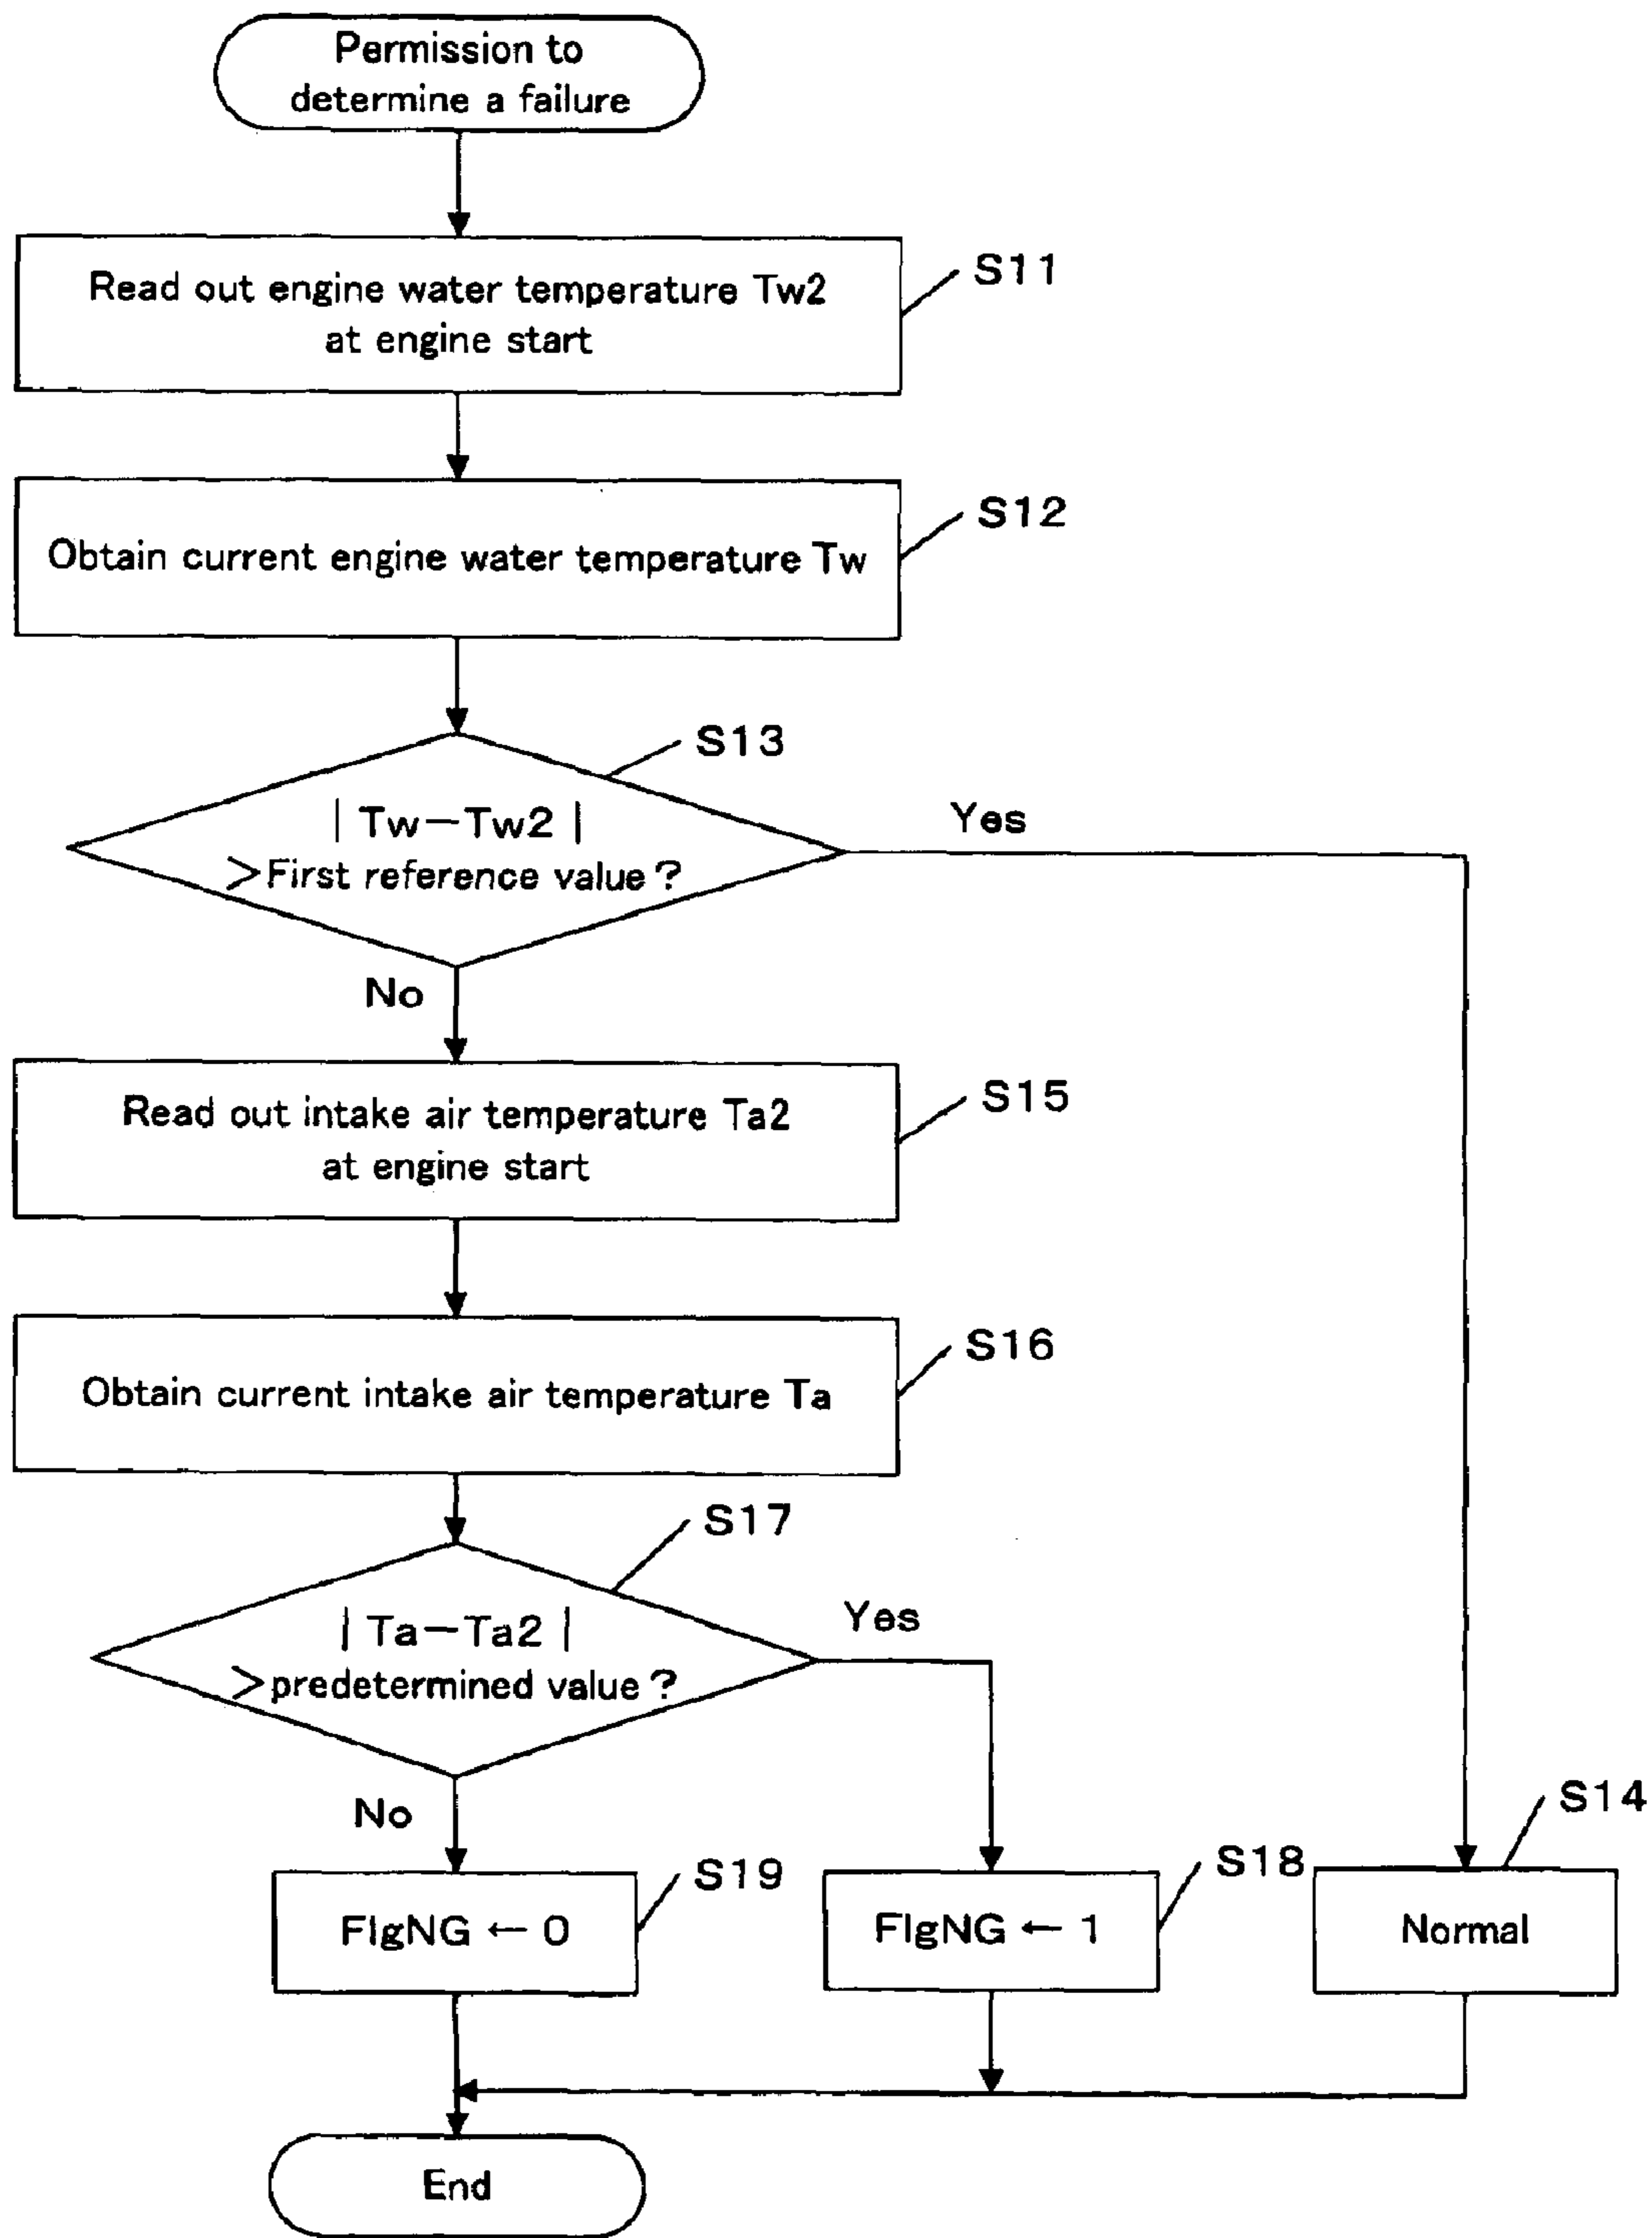 Permission to
determine a failure
Read out engine water temperature Tw2
at engine start
S11
Obtain current engine water temperature Tw
S12
S13
| Tw−Tw2 |
>First reference value?
Yes
No
Read out intake air temperature Ta2
at engine start
S15
Obtain current intake air temperature Ta
S16
S17
| Ta−Ta2 |
>predetermined value?
Yes
No
S19
FlgNG ← 0
S18
FlgNG ← 1
S14
Normal
End